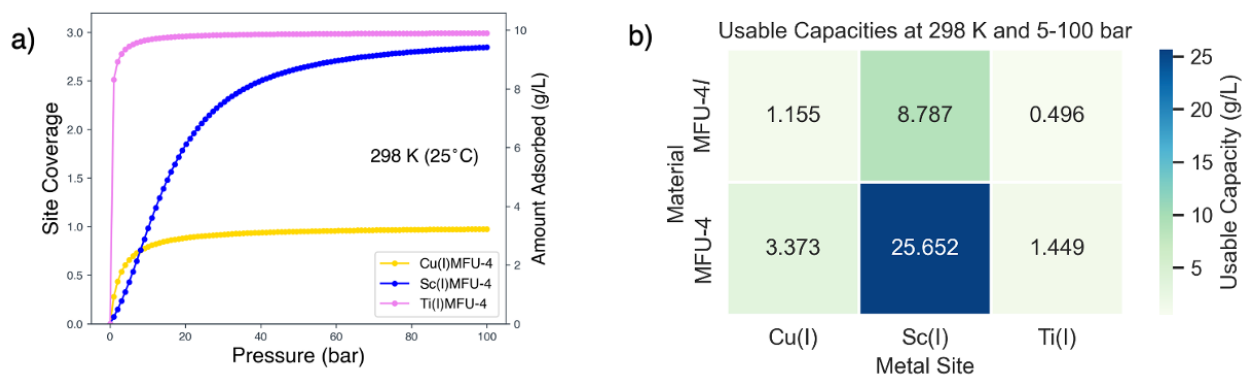 a)
3.0
2.5
2.0
1.5
1.0
0.5
0.0
Site Coverage
10
8
6
4
2
0
Amount Adsorbed (g/L)
298 K (25°C)
Cu(I)MFU-4
Sc(I)MFU-4
Ti(I)MFU-4
0 20 40 60 80 100
Pressure (bar)
b)
Usable Capacities at 298 K and 5-100 bar
Material
MFU-4l
1.155 8.787 0.496
MFU-4
3.373 25.652 1.449
Cu(I) Sc(I) Ti(I)
Metal Site
25
20
15
10
5
Usable Capacity (g/L)